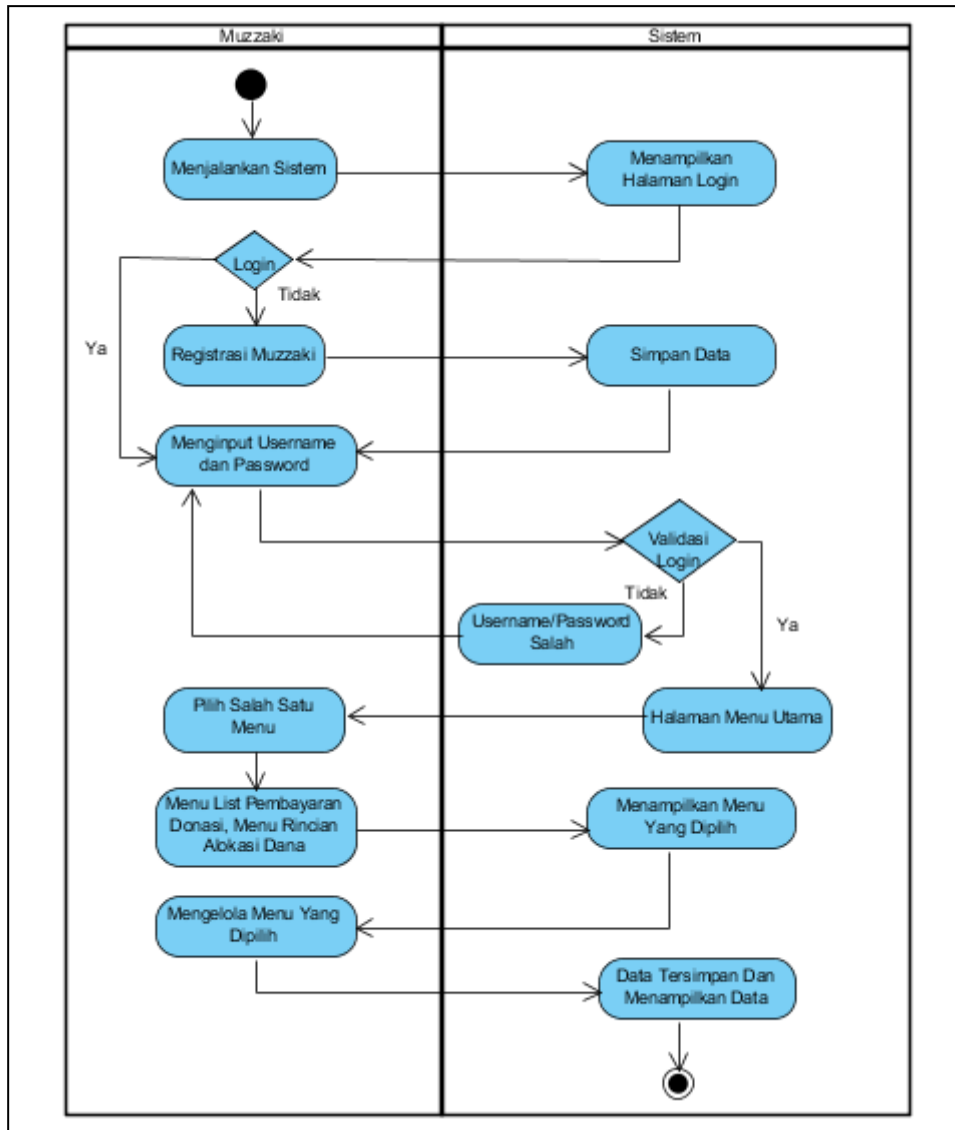 Muzzaki
Sistem
Menjalankan Sistem
Menampilkan
Halaman Login
Login
Tidak
Ya
Registrasi Muzzaki
Simpan Data
Menginput Username
dan Password
Validasi
Login
Tidak
Ya
Username/Password
Salah
Pilih Salah Satu
Menu
Halaman Menu Utama
Menu List Pembayaran
Donasi, Menu Rincian
Alokasi Dana
Menampilkan Menu
Yang Dipilih
Mengelola Menu Yang
Dipilih
Data Tersimpan Dan
Menampilkan Data